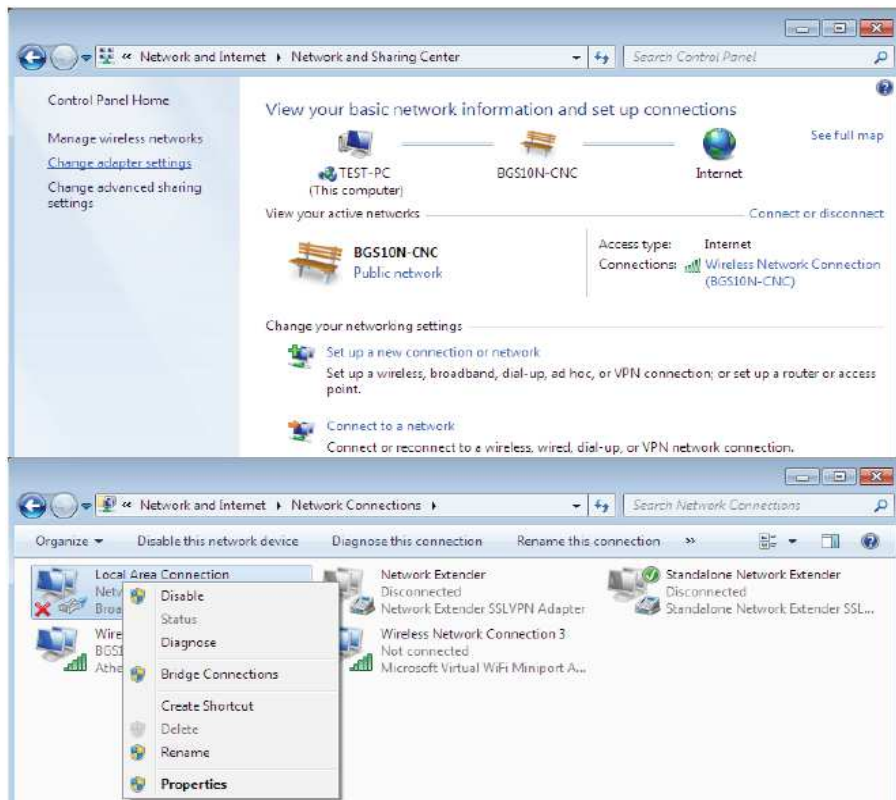 « Network and Internet ▸ Network and Sharing Center
Search Control Panel
Control Panel Home
Manage wireless networks
Change adapter settings
Change advanced sharing
settings
View your basic network information and set up connections
See full map
TEST-PC
(This computer)
BGS10N-CNC
Internet
View your active networks
Connect or disconnect
BGS10N-CNC
Public network
Access type: Internet
Connections: Wireless Network Connection
(BGS10N-CNC)
Change your networking settings
Set up a new connection or network
Set up a wireless, broadband, dial-up, ad hoc, or VPN connection; or set up a router or access
point.
Connect to a network
Connect or reconnect to a wireless, wired, dial-up, or VPN network connection.
« Network and Internet ▸ Network Connections ▸
Search Network Connections
Organize Disable this network device Diagnose this connection Rename this connection »
Local Area Connection
Netw
Broa
Network Extender
Disconnected
Network Extender SSLVPN Adapter
Standalone Network Extender
Disconnected
Standalone Network Extender SSL...
Wire
BGS1
Athe
Wireless Network Connection 3
Not connected
Microsoft Virtual WiFi Miniport A...
Disable
Status
Diagnose
Bridge Connections
Create Shortcut
Delete
Rename
Properties